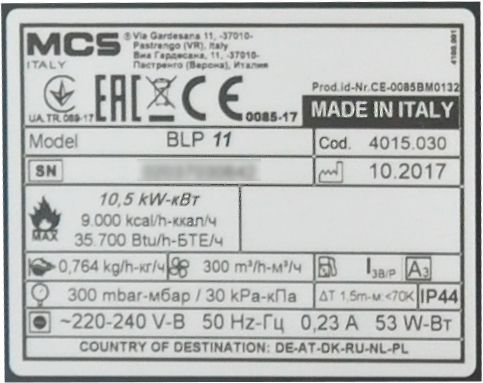 MCS ® Via Gardesana 11, -37010-
Pastrengo (VR), Italy
ITALY Виа Гардесана, 11, -37010-
Пастренго (Верона), Италия
4100.001
Prod.id-Nr.CE-0085BM0132
UA.TR.089-17 EAC CE 0085-17 MADE IN ITALY
Model BLP 11 Cod. 4015.030
SN 10.2017
10,5 kW-кВт
9.000 kcal/h-ккал/ч
MAX 35.700 Btu/h-БТЕ/ч
0,764 kg/h-кг/ч 300 m³/h-м³/ч I3B/P A3
300 mbar-мбар / 30 kPa-кПа ΔT 1,5m-м:<70K IP44
~220-240 V-В 50 Hz-Гц 0,23 A 53 W-Вт
COUNTRY OF DESTINATION: DE-AT-DK-RU-NL-PL